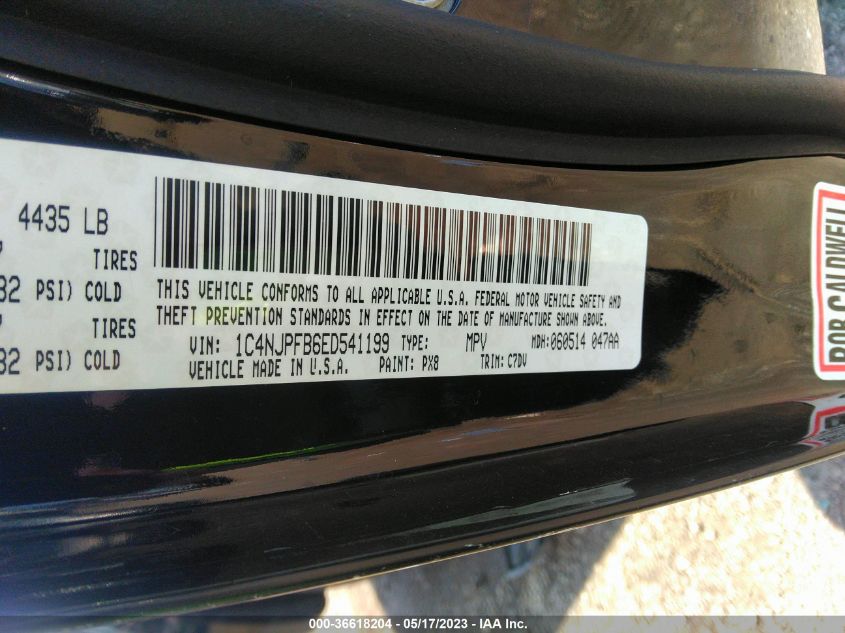 4435 LB
TIRES
PSI) COLD
TIRES
PSI) COLD
THIS VEHICLE CONFORMS TO ALL APPLICABLE U.S.A. FEDERAL MOTOR VEHICLE SAFETY AND
THEFT PREVENTION STANDARDS IN EFFECT ON THE DATE OF MANUFACTURE SHOWN ABOVE.
VIN: 1C4NJPFB6ED541199 TYPE: MPV MDH:060514 047AA
VEHICLE MADE IN U.S.A. PAINT: PX8 TRIM: C7DV
BOB CALDWELL
000-36618204 - 05/17/2023 - IAA Inc.